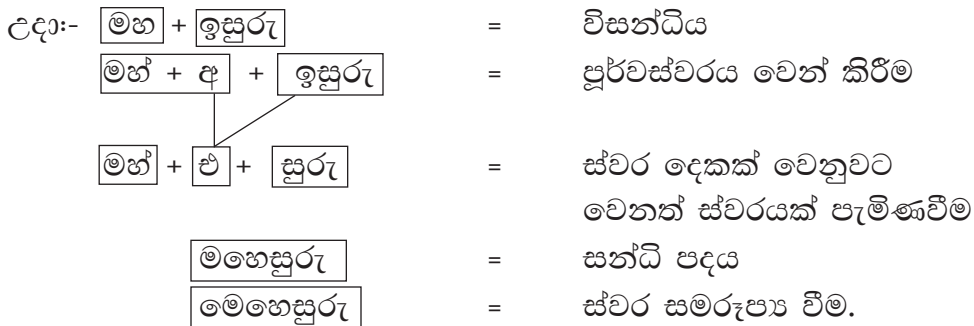 උදාः- මහ + ඉසුරු = විසන්ධිය
මහ් + අ + ඉසුරු = පූර්වස්වරය වෙන් කිරීම
මහ් + එ + සුරු = ස්වර දෙකක් වෙනුවට
වෙනත් ස්වරයක් පැමිණවීම
මහෙසුරු = සන්ධි පදය
මෙහෙසුරු = ස්වර සමරූප්‍ය වීම.